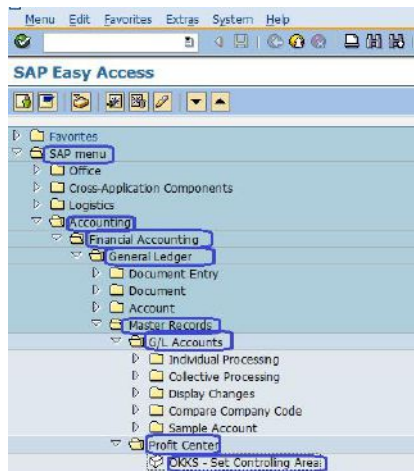 Menu Edit Favorites Extras System Help
SAP Easy Access
Favorites
SAP menu
Office
Cross-Application Components
Logistics
Accounting
Financial Accounting
General Ledger
Document Entry
Document
Account
Master Records
G/L Accounts
Individual Processing
Collective Processing
Display Changes
Compare Company Code
Sample Account
Profit Center
OKKS - Set Controling Area